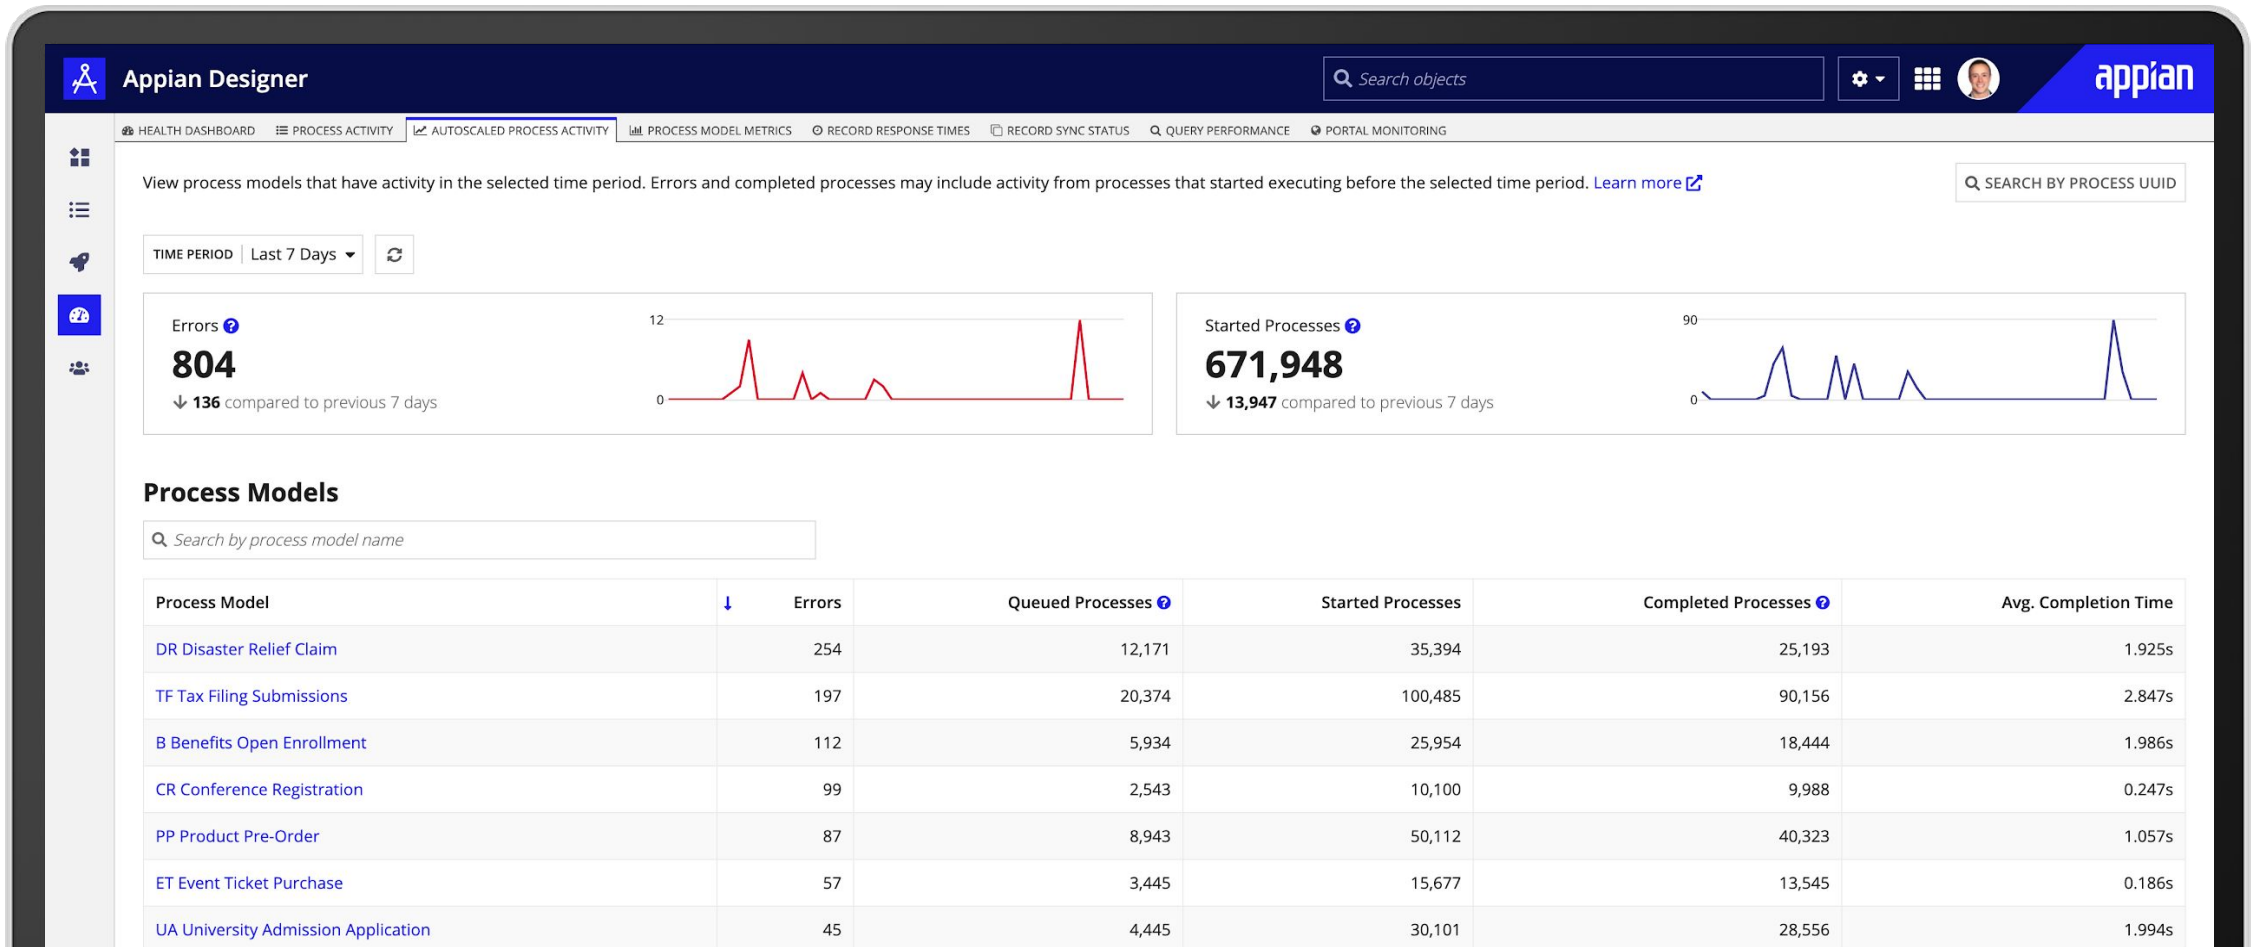 Appian Designer
Search objects
appian
HEALTH DASHBOARD PROCESS ACTIVITY AUTOSCALED PROCESS ACTIVITY PROCESS MODEL METRICS RECORD RESPONSE TIMES RECORD SYNC STATUS QUERY PERFORMANCE PORTAL MONITORING
View process models that have activity in the selected time period. Errors and completed processes may include activity from processes that started executing before the selected time period. Learn more
SEARCH BY PROCESS UUID
TIME PERIOD Last 7 Days
Errors
804
136 compared to previous 7 days
12
0
Started Processes
671,948
13,947 compared to previous 7 days
90
0
Process Models
Search by process model name
Process Model Errors Queued Processes Started Processes Completed Processes Avg. Completion Time
DR Disaster Relief Claim 254 12,171 35,394 25,193 1.925s
TF Tax Filing Submissions 197 20,374 100,485 90,156 2.847s
B Benefits Open Enrollment 112 5,934 25,954 18,444 1.986s
CR Conference Registration 99 2,543 10,100 9,988 0.247s
PP Product Pre-Order 87 8,943 50,112 40,323 1.057s
ET Event Ticket Purchase 57 3,445 15,677 13,545 0.186s
UA University Admission Application 45 4,445 30,101 28,556 1.994s